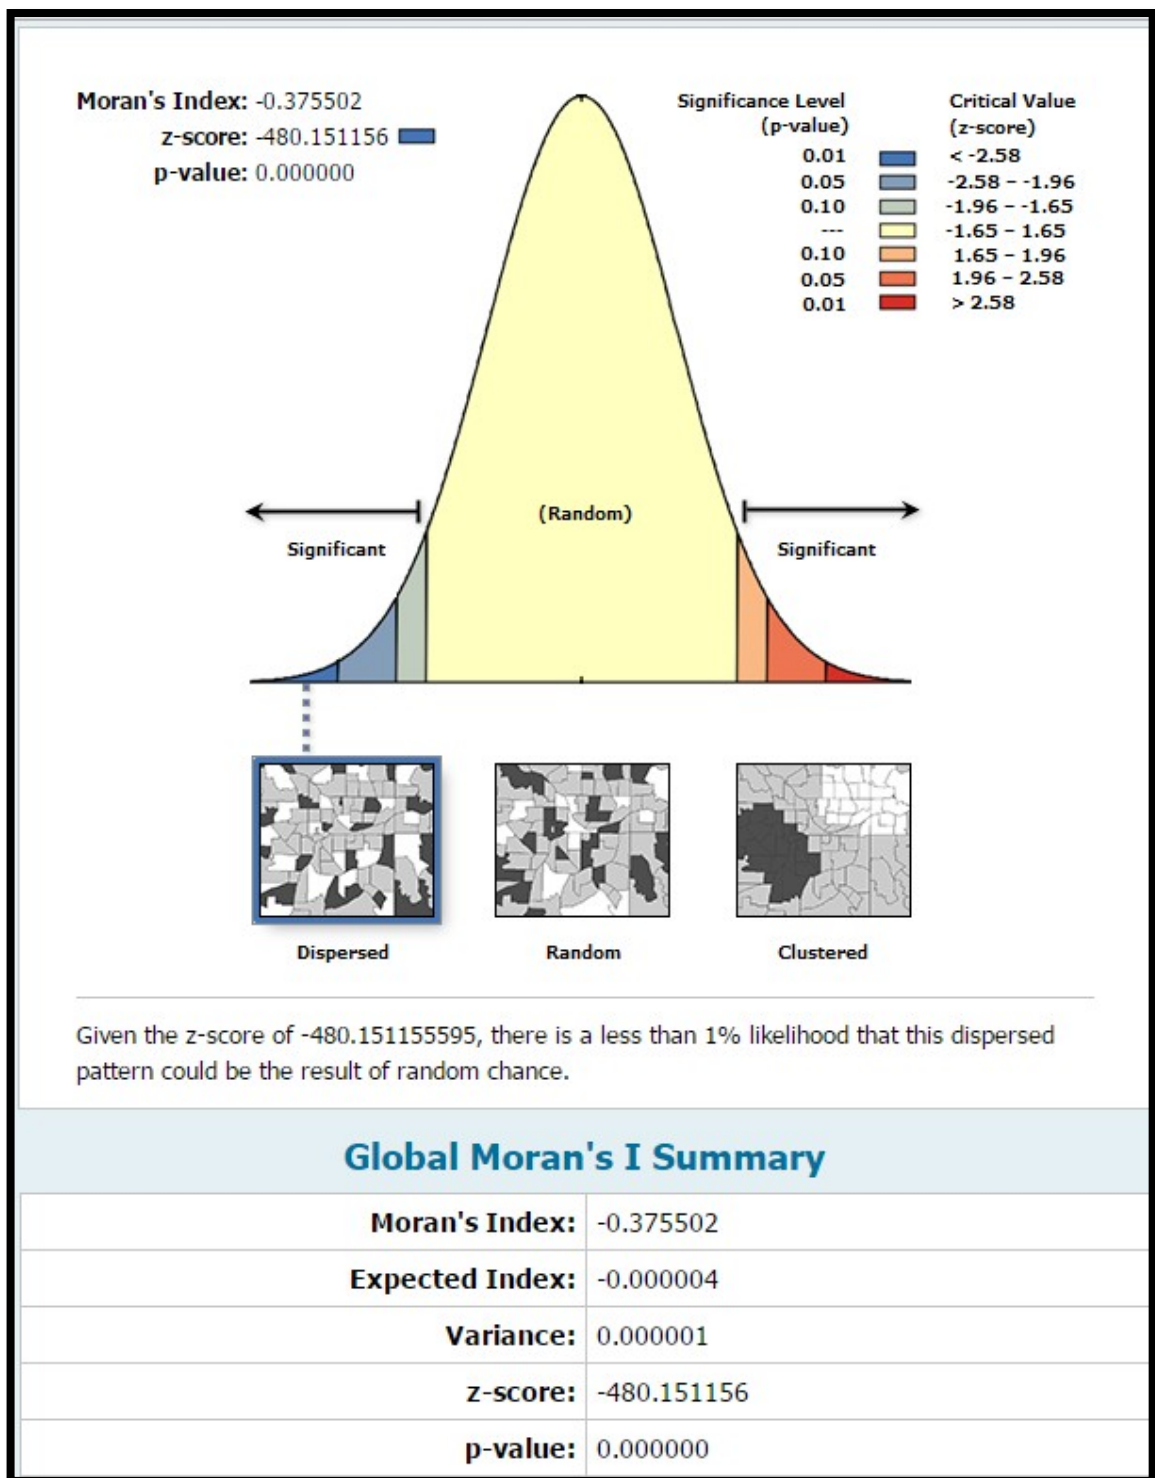 Moran's Index: -0.375502
z-score: -480.151156
p-value: 0.000000
Significance Level
(p-value)
Critical Value
(z-score)
0.01 < -2.58
0.05 -2.58 – -1.96
0.10 -1.96 – -1.65
--- -1.65 – 1.65
0.10 1.65 – 1.96
0.05 1.96 – 2.58
0.01 > 2.58
(Random)
Significant
Significant
Dispersed
Random
Clustered
Given the z-score of -480.151155595, there is a less than 1% likelihood that this dispersed
pattern could be the result of random chance.
Global Moran's I Summary
Moran's Index: -0.375502
Expected Index: -0.000004
Variance: 0.000001
z-score: -480.151156
p-value: 0.000000